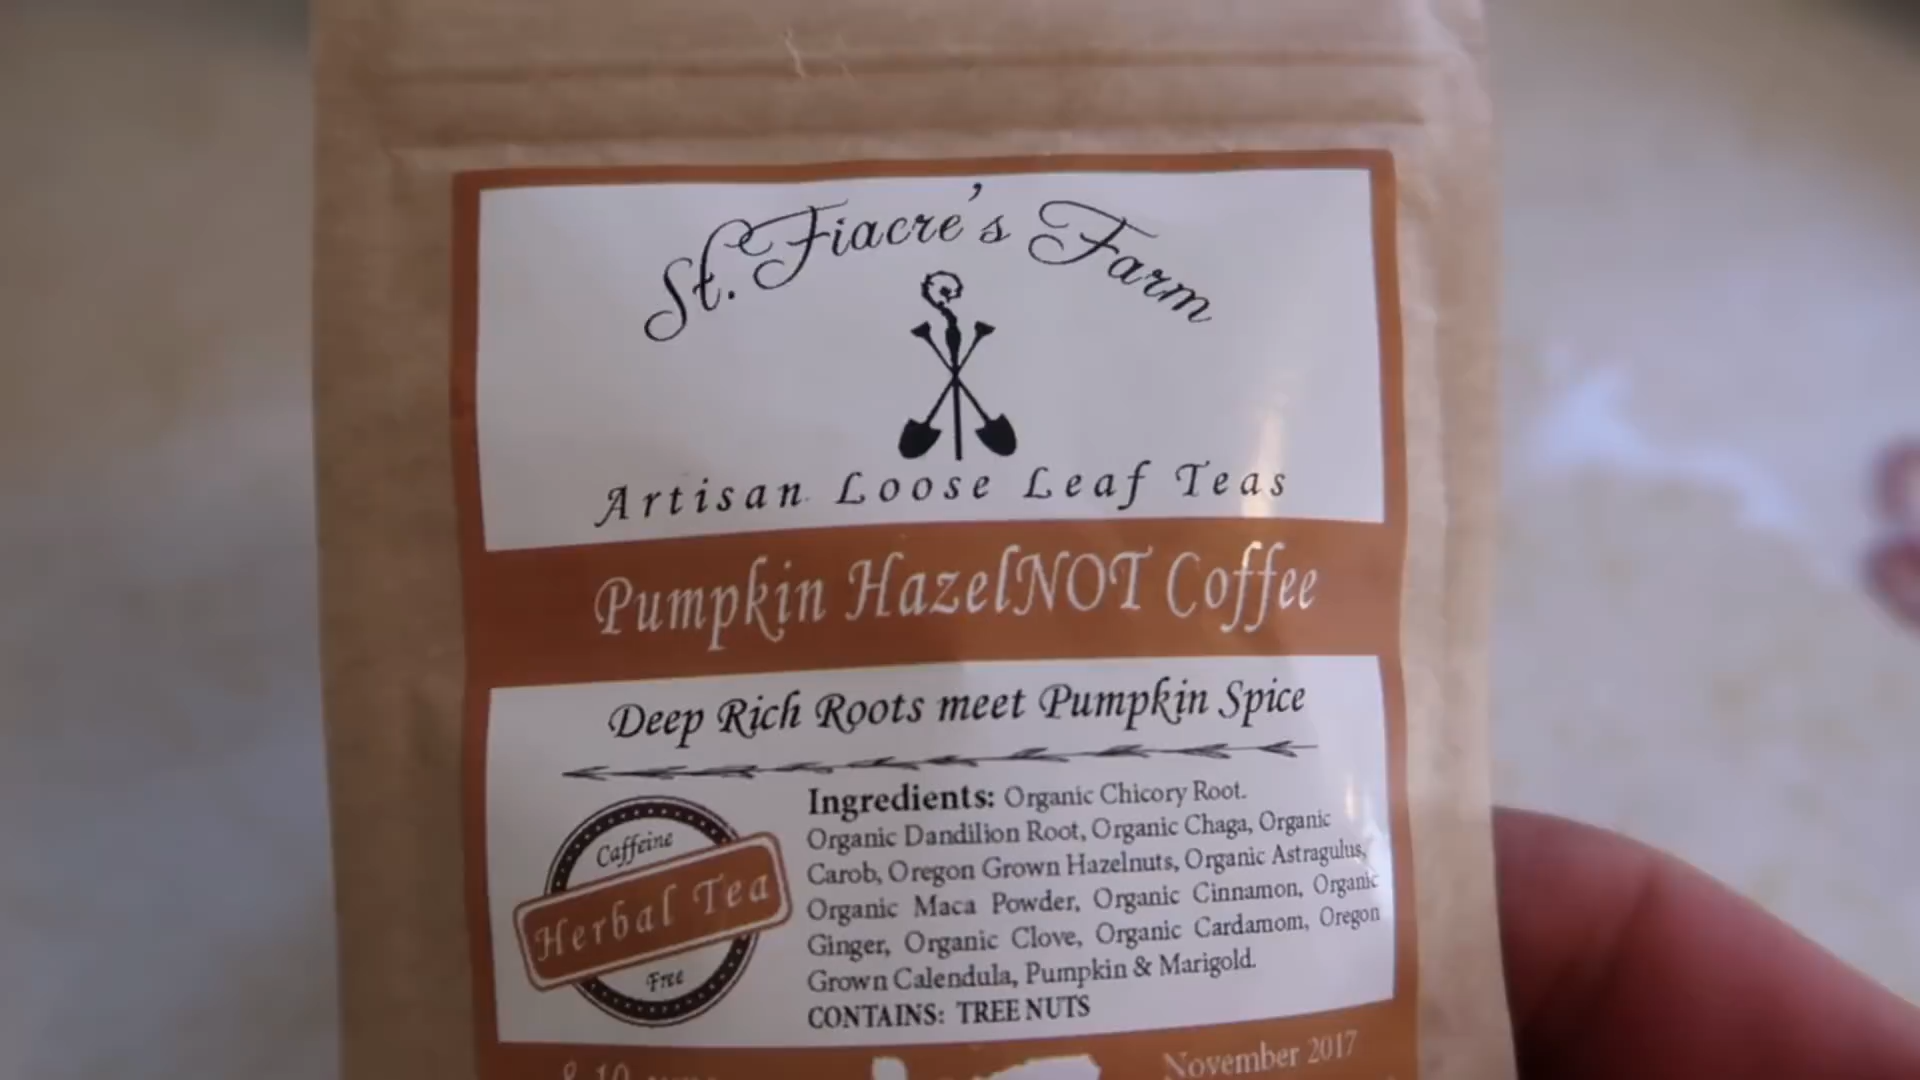 St. Fiacre's Farm
Artisan Loose Leaf Teas
Pumpkin HazelNOT Coffee
Deep Rich Roots meet Pumpkin Spice
Caffeine
Herbal Tea
Free
Ingredients: Organic Chicory Root.
Organic Dandilion Root, Organic Chaga, Organic
Carob, Oregon Grown Hazelnuts, Organic Astragulus,
Organic Maca Powder, Organic Cinnamon, Organic
Ginger, Organic Clove, Organic Cardamom, Oregon
Grown Calendula, Pumpkin & Marigold.
CONTAINS: TREE NUTS
8-10
November 2017